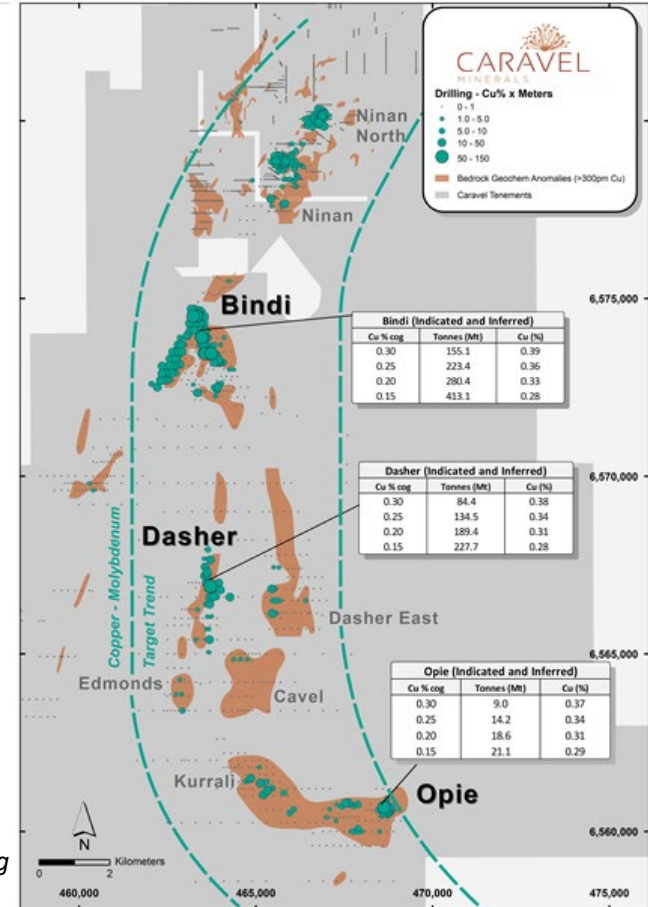 CARAVEL
MINERALS
Drilling - Cu% x Meters
0 - 1
1.0 - 5.0
5.0 - 10
10 - 50
50 - 150
Bedrock Geochem Anomalies (>300pm Cu)
Caravel Tenements
Ninan
North
Ninan
6,575,000
Bindi
Bindi (Indicated and Inferred)
Cu % cog Tonnes (Mt) Cu (%)
0.30 155.1 0.39
0.25 223.4 0.36
0.20 280.4 0.33
0.15 413.1 0.28
6,570,000
Dasher (Indicated and Inferred)
Cu % cog Tonnes (Mt) Cu (%)
0.30 84.4 0.38
0.25 134.5 0.34
0.20 189.4 0.31
0.15 227.7 0.28
Dasher
Copper - Molybdenum
Target Trend
Dasher East
6,565,000
Edmonds
Cavel
Opie (Indicated and Inferred)
Cu % cog Tonnes (Mt) Cu (%)
0.30 9.0 0.37
0.25 14.2 0.34
0.20 18.6 0.31
0.15 21.1 0.29
Kurrali
Opie
6,560,000
N
g
Kilometers
0 2
460,000 465,000 470,000 475,000